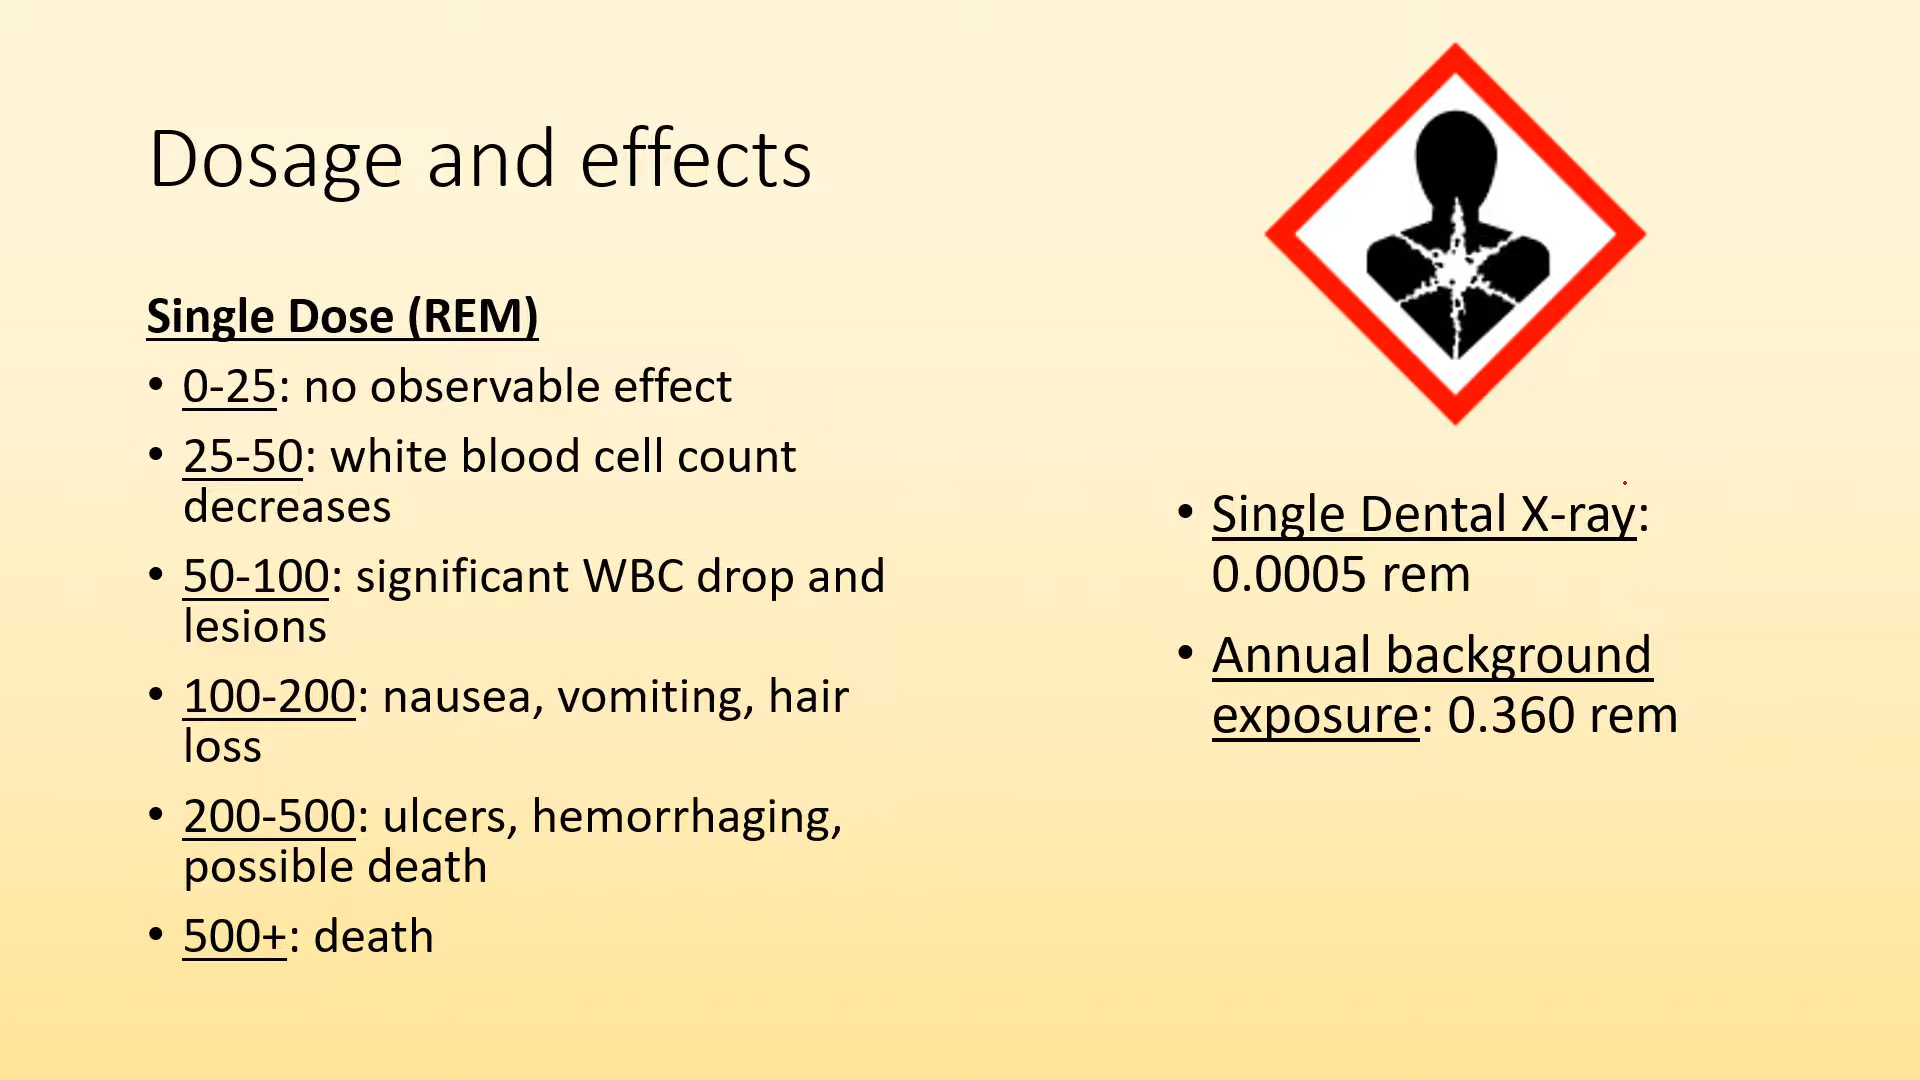 Dosage and effects
Single Dose (REM)
• 0-25: no observable effect
• 25-50: white blood cell count
decreases
• 50-100: significant WBC drop and
lesions
• 100-200: nausea, vomiting, hair
loss
• 200-500: ulcers, hemorrhaging,
possible death
• 500+: death
• Single Dental X-ray:
0.0005 rem
• Annual background
exposure: 0.360 rem